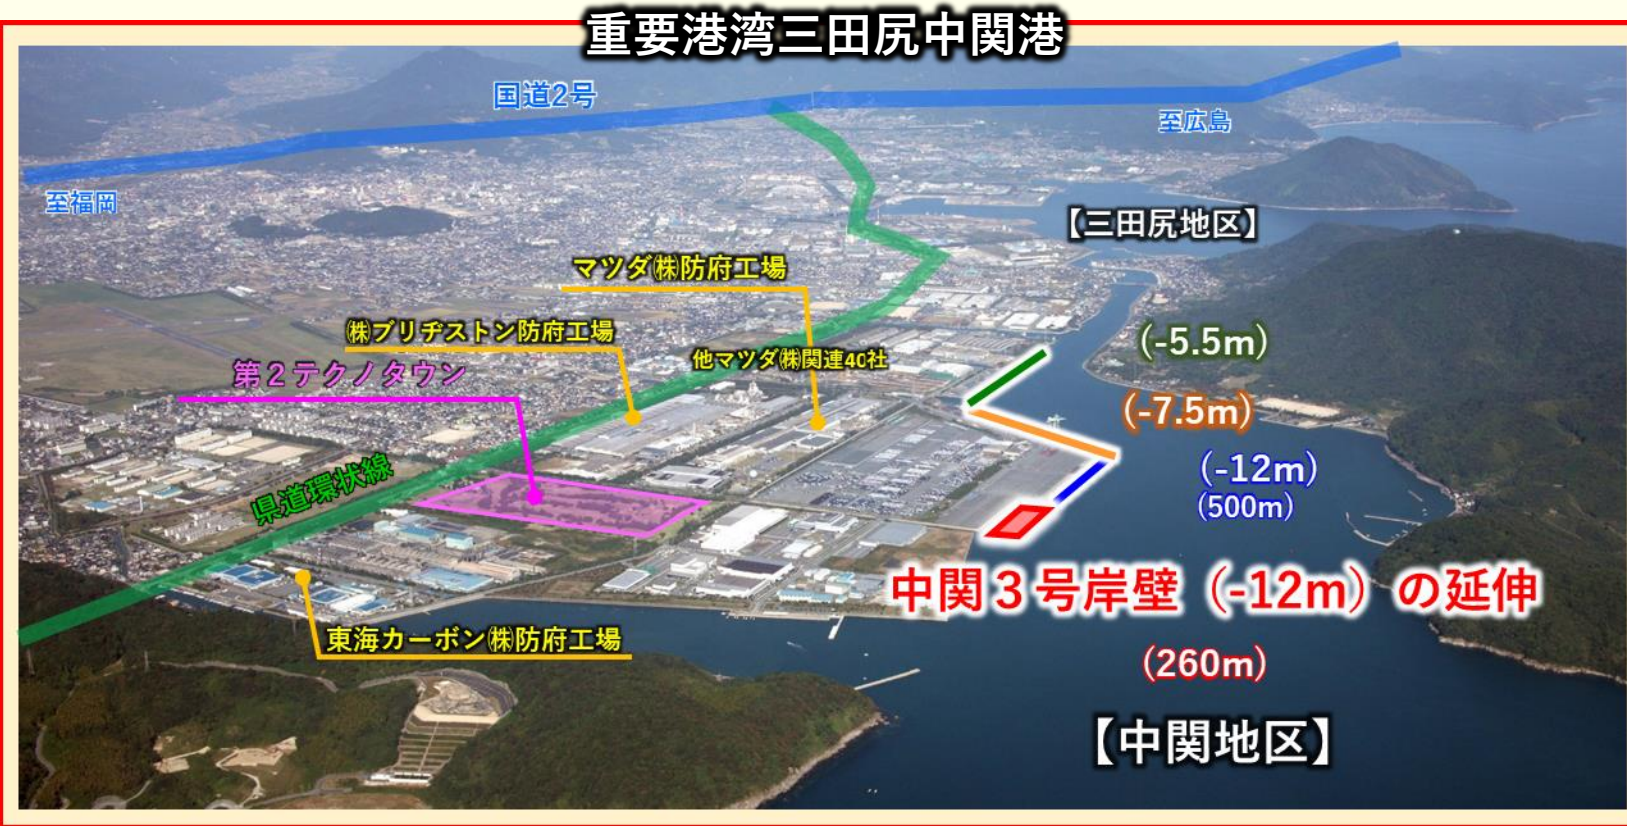 重要港湾三田尻中関港
国道2号
至広島
至福岡
【三田尻地区】
マツダ㈱防府工場
㈱ブリヂストン防府工場
他マツダ㈱関連40社
第２テクノタウン
(-5.5m)
(-7.5m)
(-12m)
(500m)
県道環状線
中関３号岸壁（-12m）の延伸
東海カーボン㈱防府工場
(260m)
【中関地区】